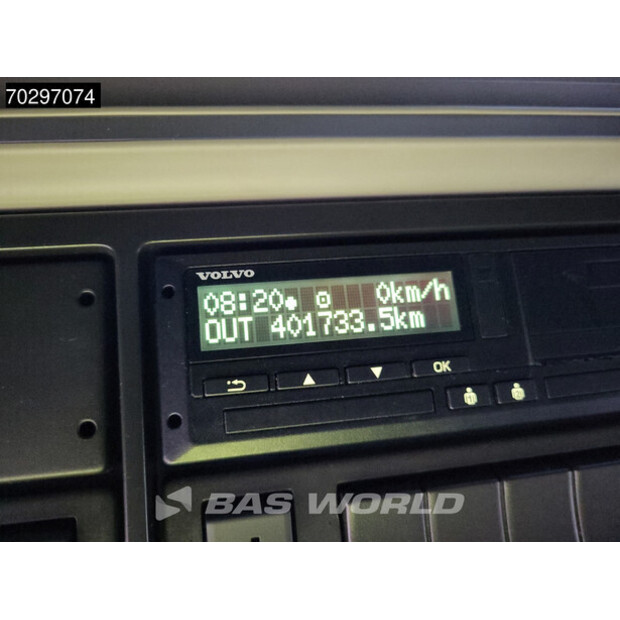 70297074
VOLVO
08:20 0km/h
OUT 401733.5km
OK
BAS WORLD